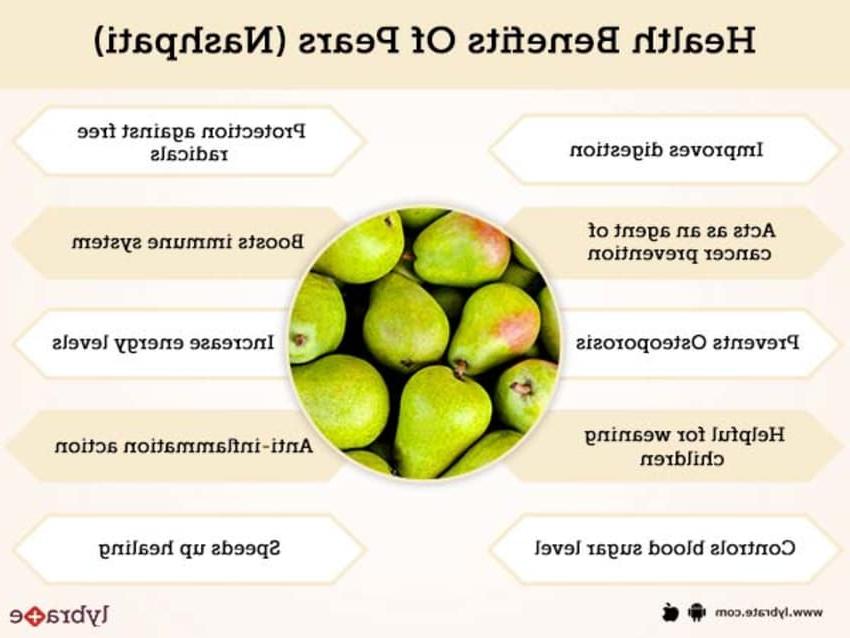 Health Benefits Of Pears (Nashpati)
Improves digestion
Acts as an agent of
cancer prevention
Prevents Osteoporosis
Helpful for weaning
children
Controls blood sugar level
Protection against free
radicals
Boosts immune system
Increase energy levels
Anti-inflammation action
Speeds up healing
www.lybrate.com
lybrate